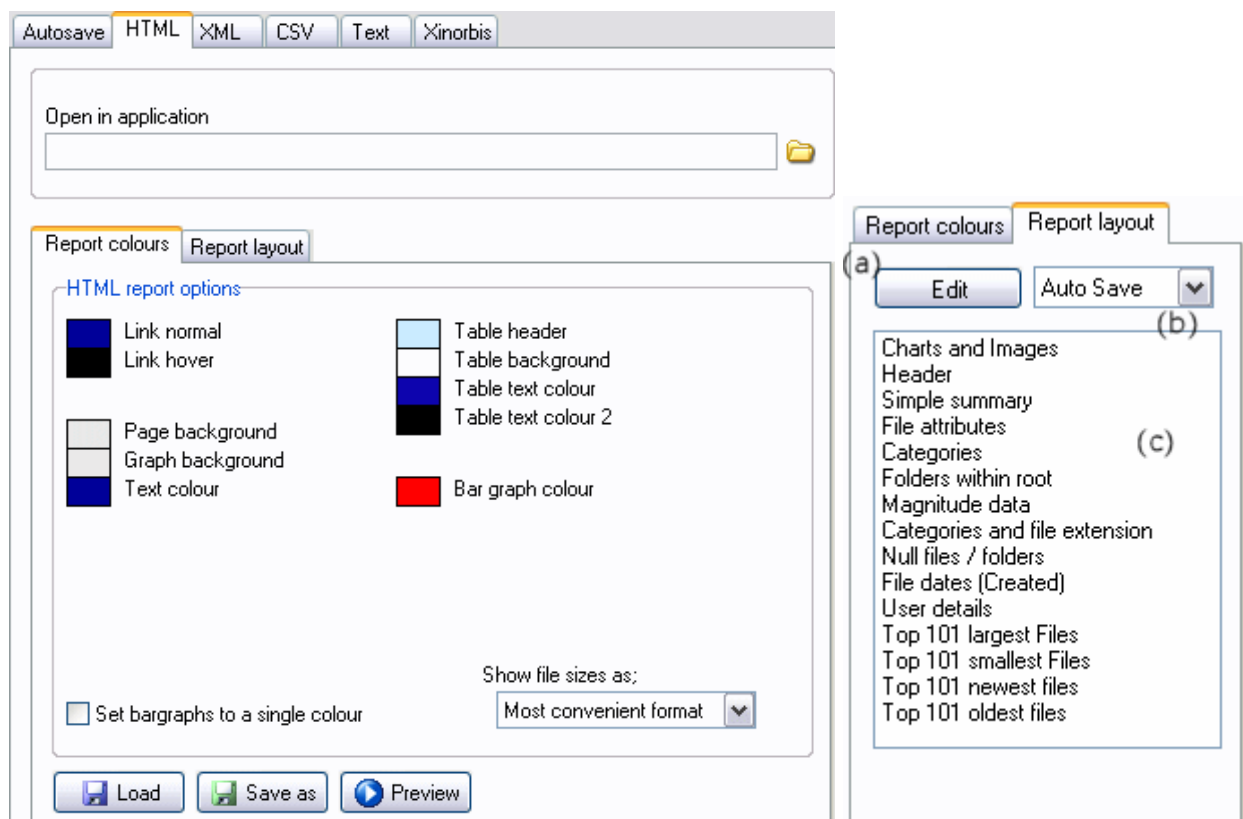 Autosave HTML XML CSV Text Xinorbis
Open in application
Report colours Report layout
HTML report options
Link normal
Link hover
Page background
Graph background
Text colour
Table header
Table background
Table text colour
Table text colour 2
Bar graph colour
Show file sizes as;
Set bargraphs to a single colour
Most convenient format
Load Save as Preview
Report colours Report layout
(a)
Edit Auto Save
(b)
Charts and Images
Header
Simple summary
File attributes
(c)
Categories
Folders within root
Magnitude data
Categories and file extension
Null files / folders
File dates (Created)
User details
Top 101 largest Files
Top 101 smallest Files
Top 101 newest files
Top 101 oldest files